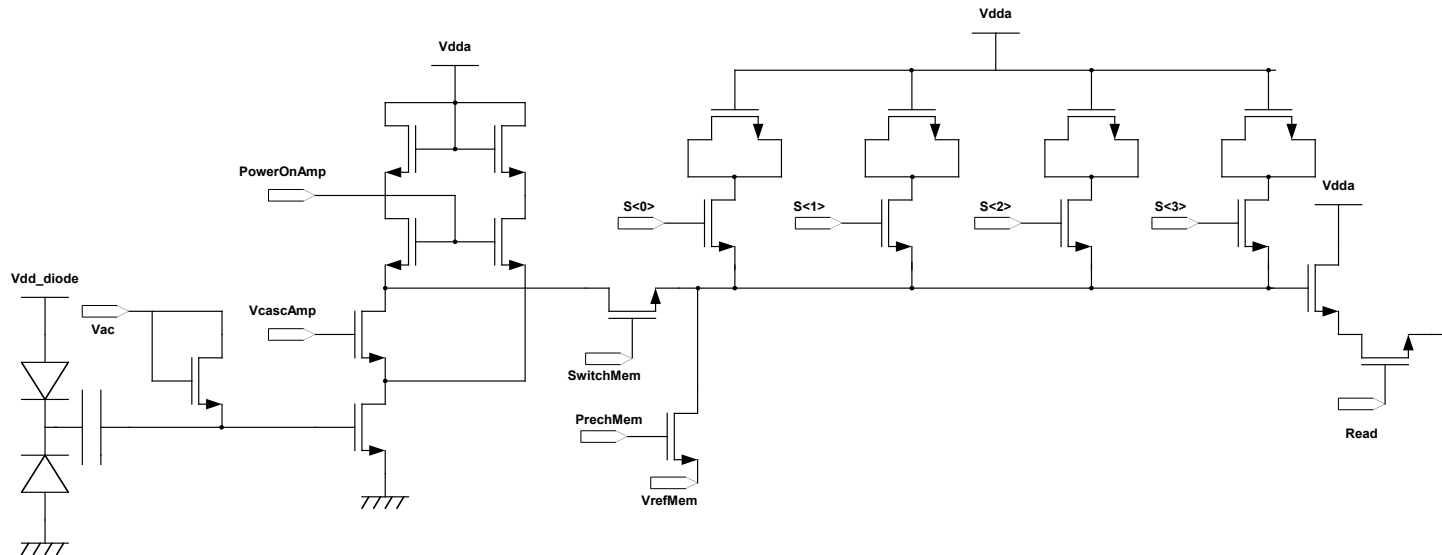 Vdda
Vdda
PowerOnAmp
S<0>
S<1>
S<2>
S<3>
Vdda
Vdd_diode
Vac
VcascAmp
SwitchMem
PrechMem
Read
VrefMem